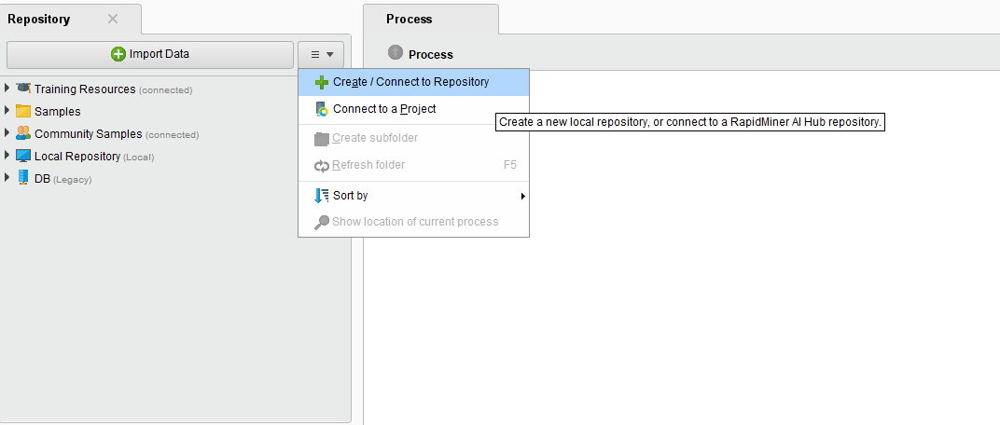 Repository
Process
Import Data
Process
Create / Connect to Repository
Training Resources (connected)
Connect to a Project
Samples
Create a new local repository, or connect to a RapidMiner AI Hub repository.
Community Samples (connected)
Create subfolder
Local Repository (Local)
Refresh folder F5
DB (Legacy)
Sort by
Show location of current process